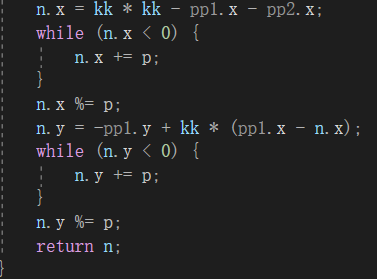 n.x = kk * kk - pp1.x - pp2.x;
while (n.x < 0) {
n.x += p;
}
n.x %= p;
n.y = -pp1.y + kk * (pp1.x - n.x);
while (n.y < 0) {
n.y += p;
}
n.y %= p;
return n;
}